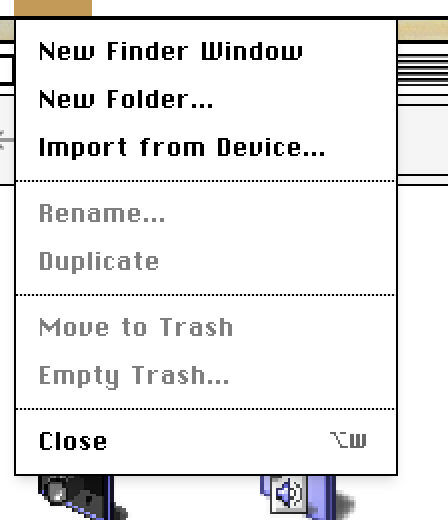 New Finder Window
New Folder...
Import from Device...
Rename...
Duplicate
Move to Trash
Empty Trash...
Close ⌥W